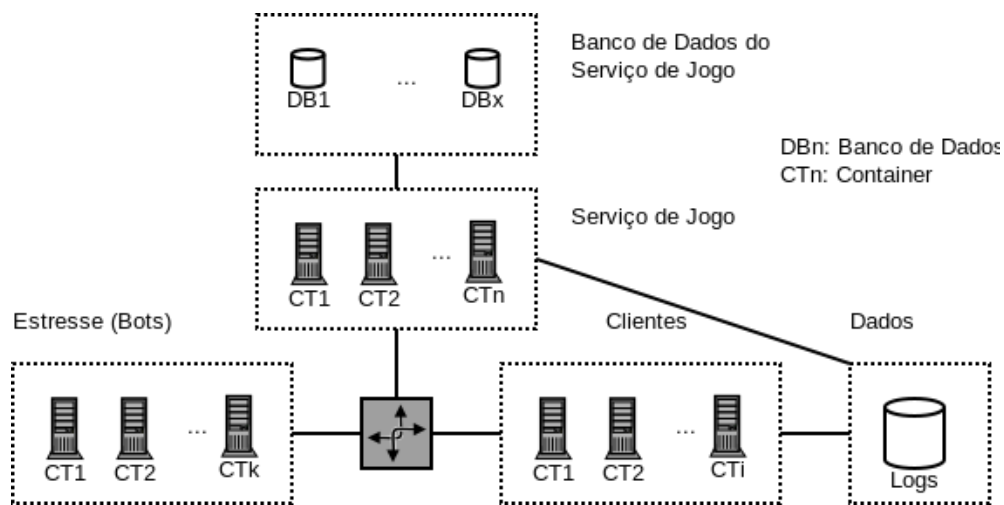 Banco de Dados do
Serviço de Jogo
DB1 ... DBx
DBn: Banco de Dados
CTn: Container
Serviço de Jogo
CT1 CT2 ... CTn
Estresse (Bots)
Clientes
Dados
CT1 CT2 ... CTk
CT1 CT2 ... CTi
Logs